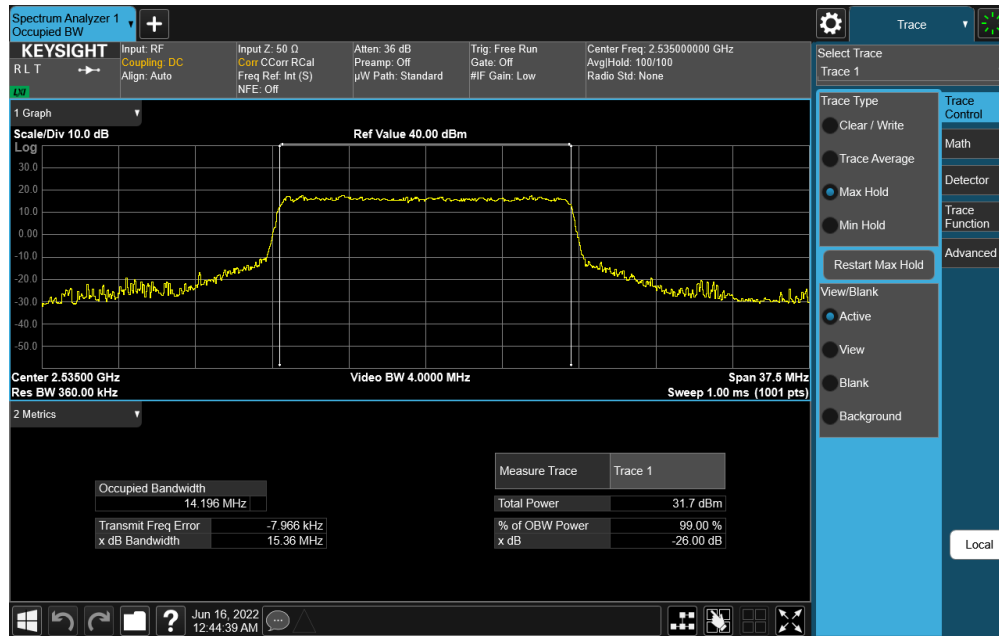 Spectrum Analyzer 1
Occupied BW
Trace
KEYSIGHT
R L T
LXI
Input: RF
Coupling: DC
Align: Auto
Input Z: 50 Ω
Corr CCorr RCal
Freq Ref: Int (S)
NFE: Off
Atten: 36 dB
Preamp: Off
µW Path: Standard
Trig: Free Run
Gate: Off
#IF Gain: Low
Center Freq: 2.535000000 GHz
Avg|Hold: 100/100
Radio Std: None
Select Trace
Trace 1
1 Graph
Scale/Div 10.0 dB
Ref Value 40.00 dBm
Log
30.0
20.0
10.0
0.00
-10.0
-20.0
-30.0
-40.0
-50.0
Center 2.53500 GHz
Video BW 4.0000 MHz
Span 37.5 MHz
Res BW 360.00 kHz
Sweep 1.00 ms (1001 pts)
Trace Type
Clear / Write
Trace Average
Max Hold
Min Hold
Restart Max Hold
View/Blank
Active
View
Blank
Background
Trace
Control
Math
Detector
Trace
Function
Advanced
Local
2 Metrics
Occupied Bandwidth
14.196 MHz
Transmit Freq Error -7.966 kHz
x dB Bandwidth 15.36 MHz
Measure Trace Trace 1
Total Power 31.7 dBm
% of OBW Power 99.00 %
x dB -26.00 dB
?
Jun 16, 2022
12:44:39 AM